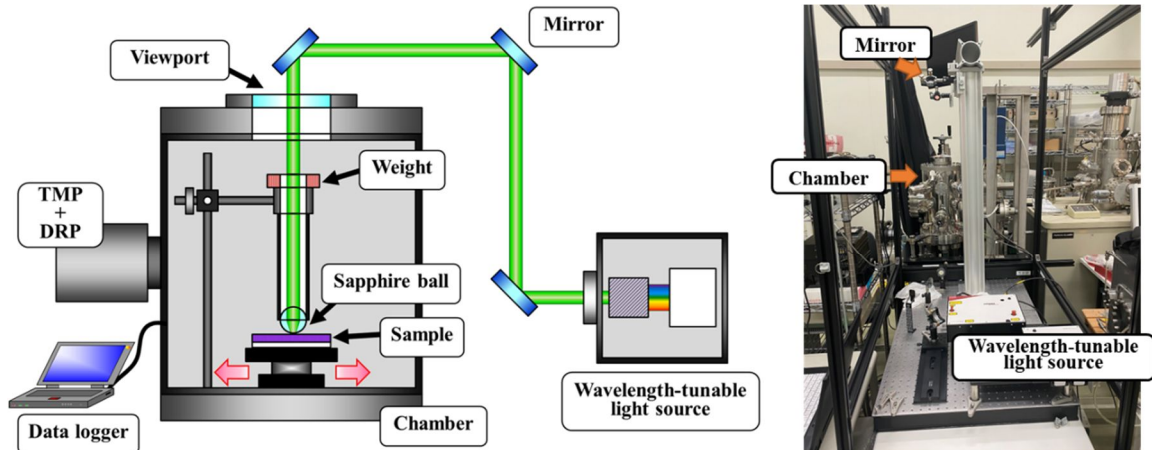 Viewport
Mirror
Weight
TMP
+
DRP
Sapphire ball
Sample
Data logger
Chamber
Wavelength-tunable
light source
Mirror
Chamber
Wavelength-tunable
light source